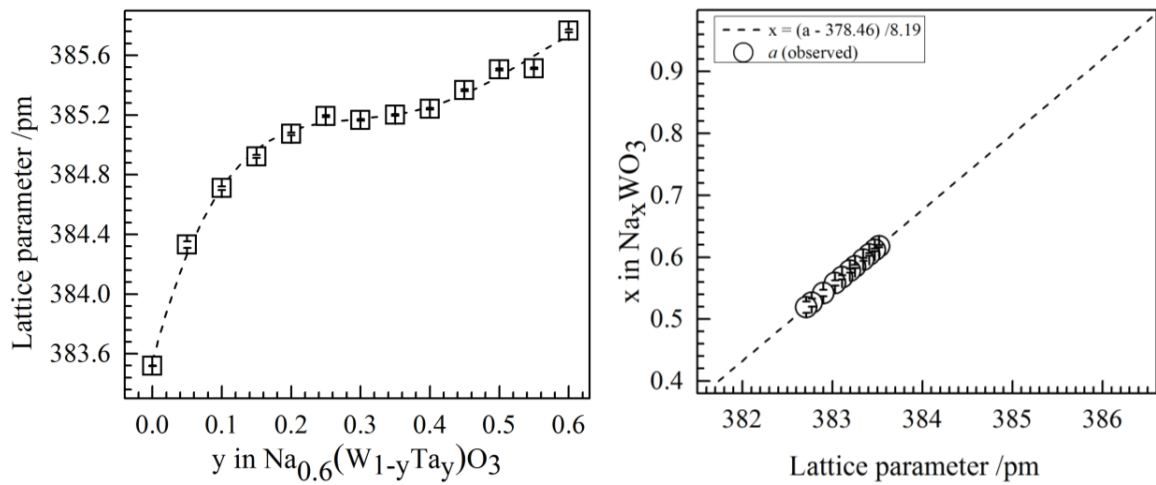 Lattice parameter /pm
385.6
385.2
384.8
384.4
384.0
383.6
0.0 0.1 0.2 0.3 0.4 0.5 0.6
y in Na0.6(W1-yTay)O3
x in NaxWO3
0.9
0.8
0.7
0.6
0.5
0.4
x = (a - 378.46) /8.19
a (observed)
382 383 384 385 386
Lattice parameter /pm